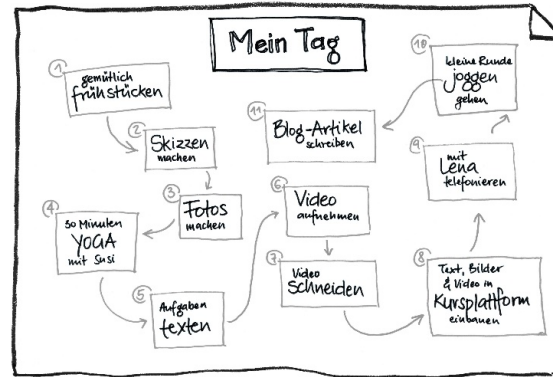 Mein Tag
1
gemütlich
frühstücken
2
Skizzen
machen
3
Fotos
machen
4
30 Minuten
YOGA
mit Susi
5
Aufgaben
texten
6
Video
aufnehmen
7
Video
schneiden
8
Text, Bilder
& Video in
Kursplattform
einbauen
9
mit
Lena
telefonieren
10
kleine Runde
joggen
gehen
11
Blog-Artikel
schreiben